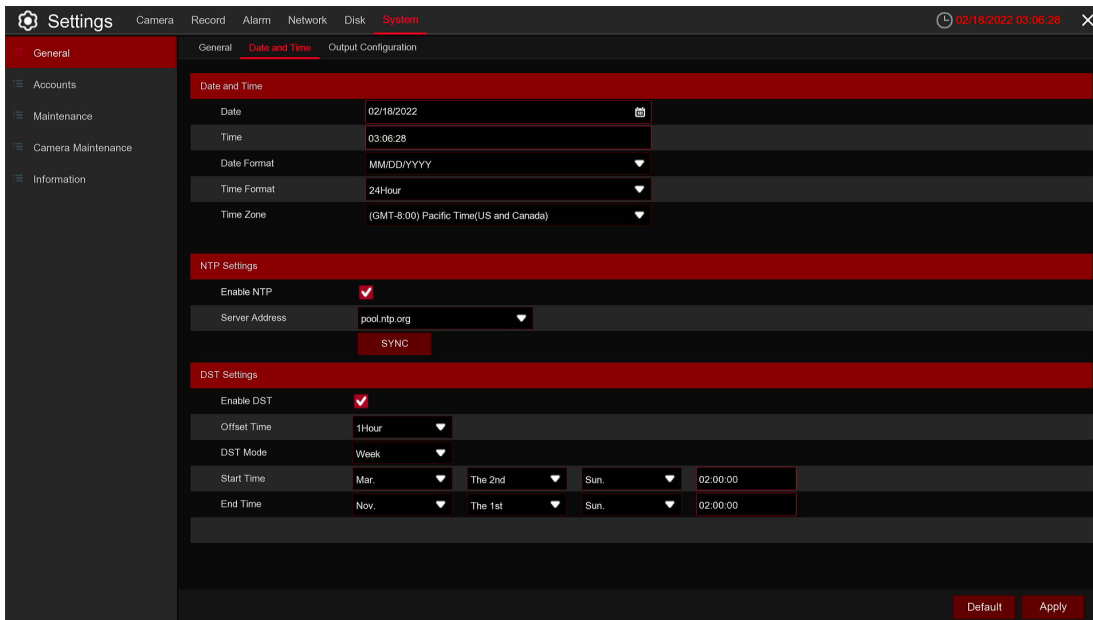 Settings Camera Record Alarm Network Disk System 02/18/2022 03:06:28
General Date and Time Output Configuration
General
Accounts
Maintenance
Camera Maintenance
Information
Date and Time
Date 02/18/2022
Time 03:06:28
Date Format MM/DD/YYYY
Time Format 24Hour
Time Zone (GMT-8:00) Pacific Time(US and Canada)
NTP Settings
Enable NTP
Server Address pool.ntp.org
SYNC
DST Settings
Enable DST
Offset Time 1Hour
DST Mode Week
Start Time Mar. The 2nd Sun. 02:00:00
End Time Nov. The 1st Sun. 02:00:00
Default Apply